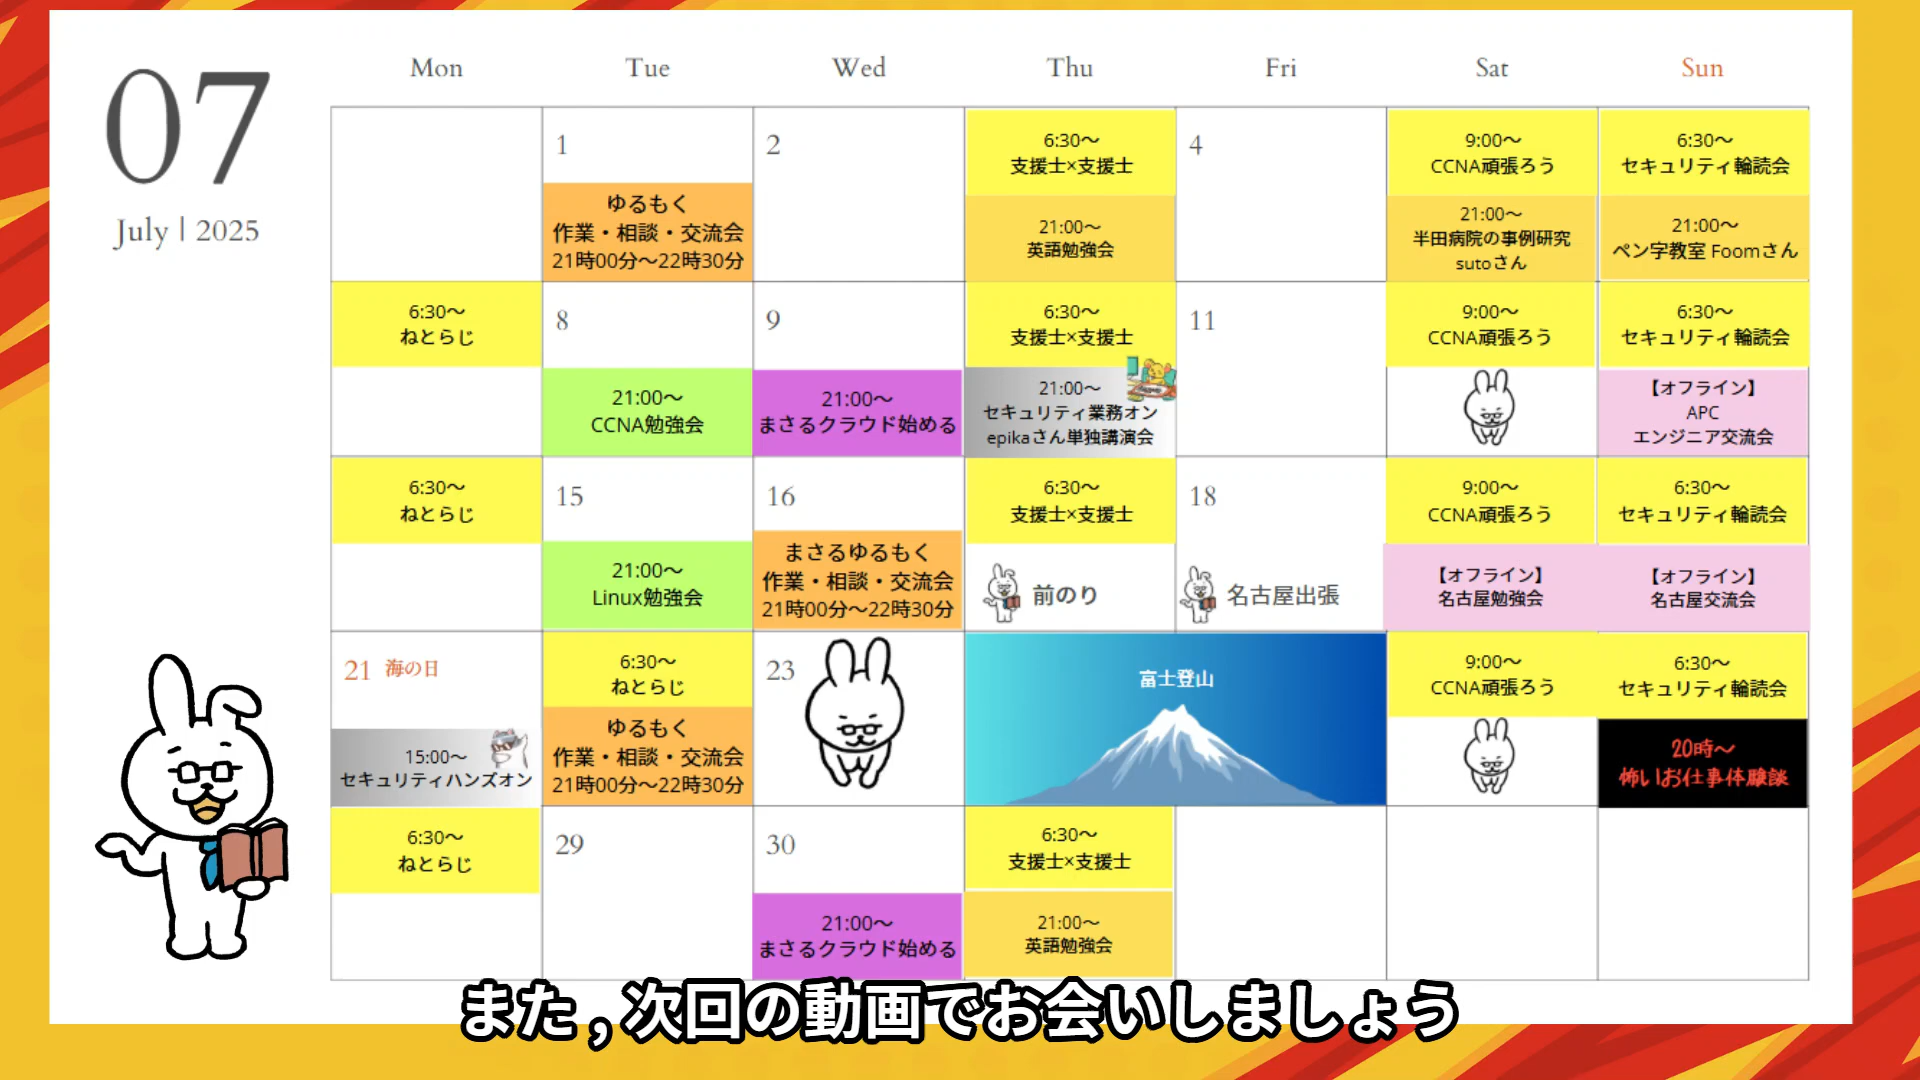 07
July | 2025
Mon
Tue
Wed
Thu
Fri
Sat
Sun
1
ゆるもく
作業・相談・交流会
21時00分～22時30分
2
6:30～
支援士×支援士
21:00～
英語勉強会
4
9:00～
CCNA頑張ろう
21:00～
半田病院の事例研究
sutoさん
6:30～
セキュリティ輪読会
21:00～
ペン字教室 Foomさん
6:30～
ねとらじ
8
21:00～
CCNA勉強会
9
21:00～
まさるクラウド始める
6:30～
支援士×支援士
21:00～
セキュリティ業務オン
epikaさん単独講演会
11
9:00～
CCNA頑張ろう
6:30～
セキュリティ輪読会
【オフライン】
APC
エンジニア交流会
6:30～
ねとらじ
15
21:00～
Linux勉強会
16
まさるゆるもく
作業・相談・交流会
21時00分～22時30分
6:30～
支援士×支援士
前のり
18
名古屋出張
9:00～
CCNA頑張ろう
【オフライン】
名古屋勉強会
6:30～
セキュリティ輪読会
【オフライン】
名古屋交流会
21 海の日
15:00～
セキュリティハンズオン
6:30～
ねとらじ
ゆるもく
作業・相談・交流会
21時00分～22時30分
23
富士登山
9:00～
CCNA頑張ろう
6:30～
セキュリティ輪読会
20時～
怖いお仕事体験談
6:30～
ねとらじ
29
30
21:00～
まさるクラウド始める
6:30～
支援士×支援士
21:00～
英語勉強会
また,次回の動画でお会いしましょう